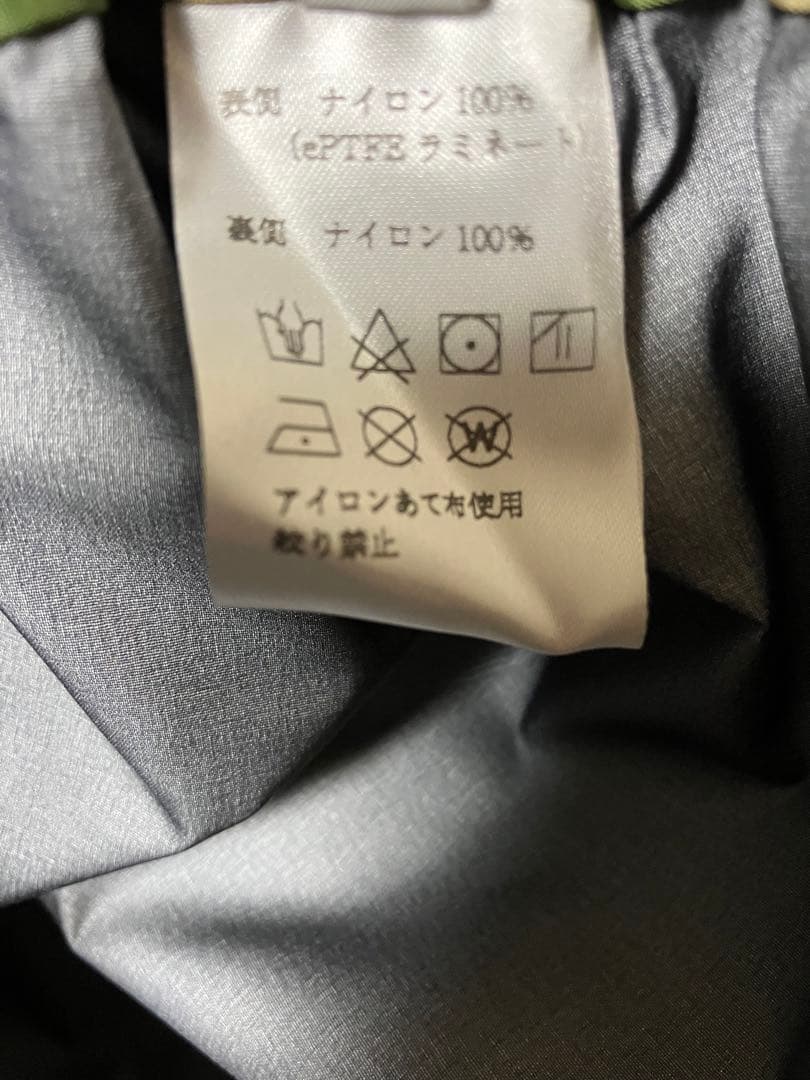 表側 ナイロン100%
(ePTFEラミネート)
裏側 ナイロン100%
W
アイロンあて布使用
絞り禁止